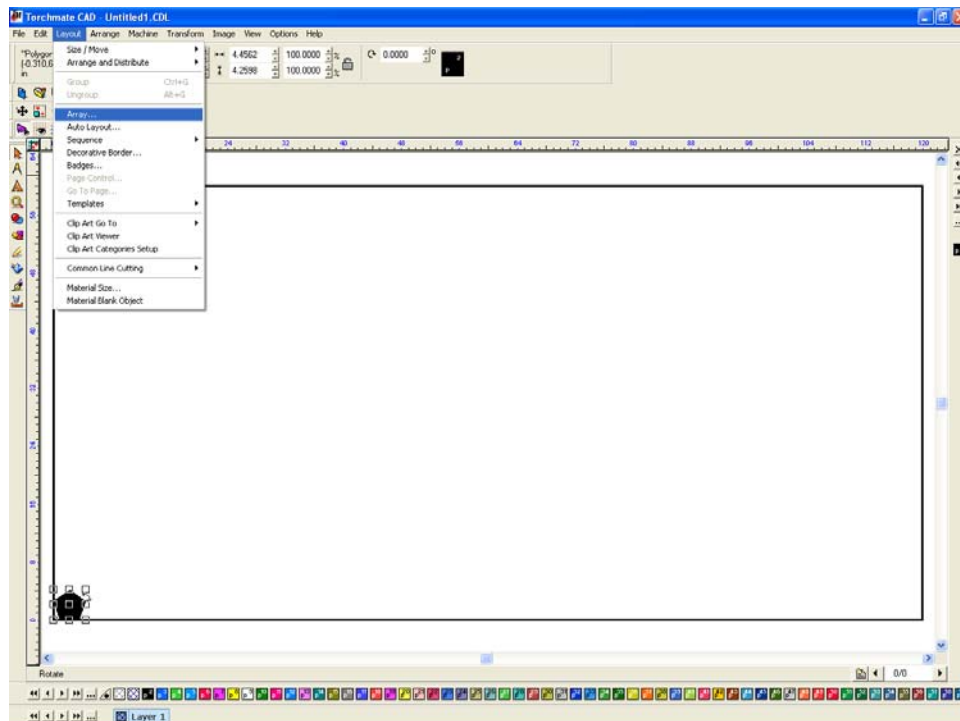 Torchmate CAD - Untitled1.CDL
File Edit Layout Arrange Machine Transform Image View Options Help
Size / Move
Arrange and Distribute
Group Ctrl+G
Ungroup Alt+G
Array...
Auto Layout...
Sequence
Decorative Border...
Badges...
Page Control...
Go To Page...
Templates
Clip Art Go To
Clip Art Viewer
Clip Art Categories Setup
Common Line Cutting
Material Size...
Material Blank Object
"Polygon
in
4.4562 100.0000 % 0.0000 °
4.2598 100.0000 %
24 32 40 48 56 64 72 80 88 96 104 112 120
Rotate
0/0
Layer 1